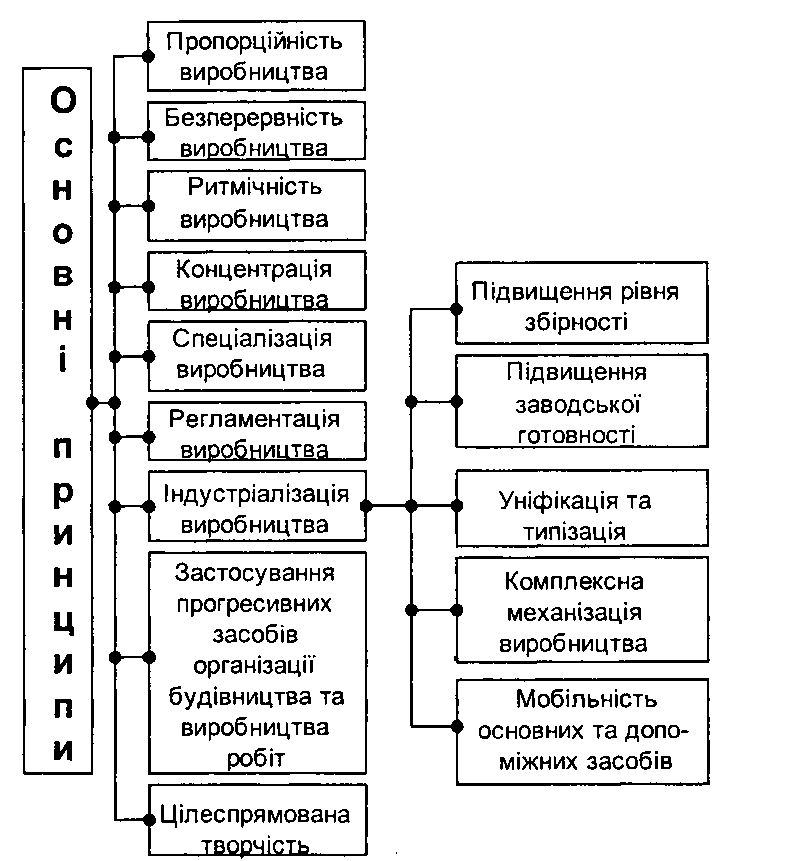 Основні принципи
Пропорційність
виробництва
Безперервність
виробництва
Ритмічність
виробництва
Концентрація
виробництва
Спеціалізація
виробництва
Регламентація
виробництва
Індустріалізація
виробництва
Застосування
прогресивних
засобів
організації
будівництва та
виробництва
робіт
Цілеспрямована
творчість
Підвищення рівня
збірності
Підвищення
заводської
готовності
Уніфікація та
типізація
Комплексна
механізація
виробництва
Мобільність
основних та допо-
міжних засобів